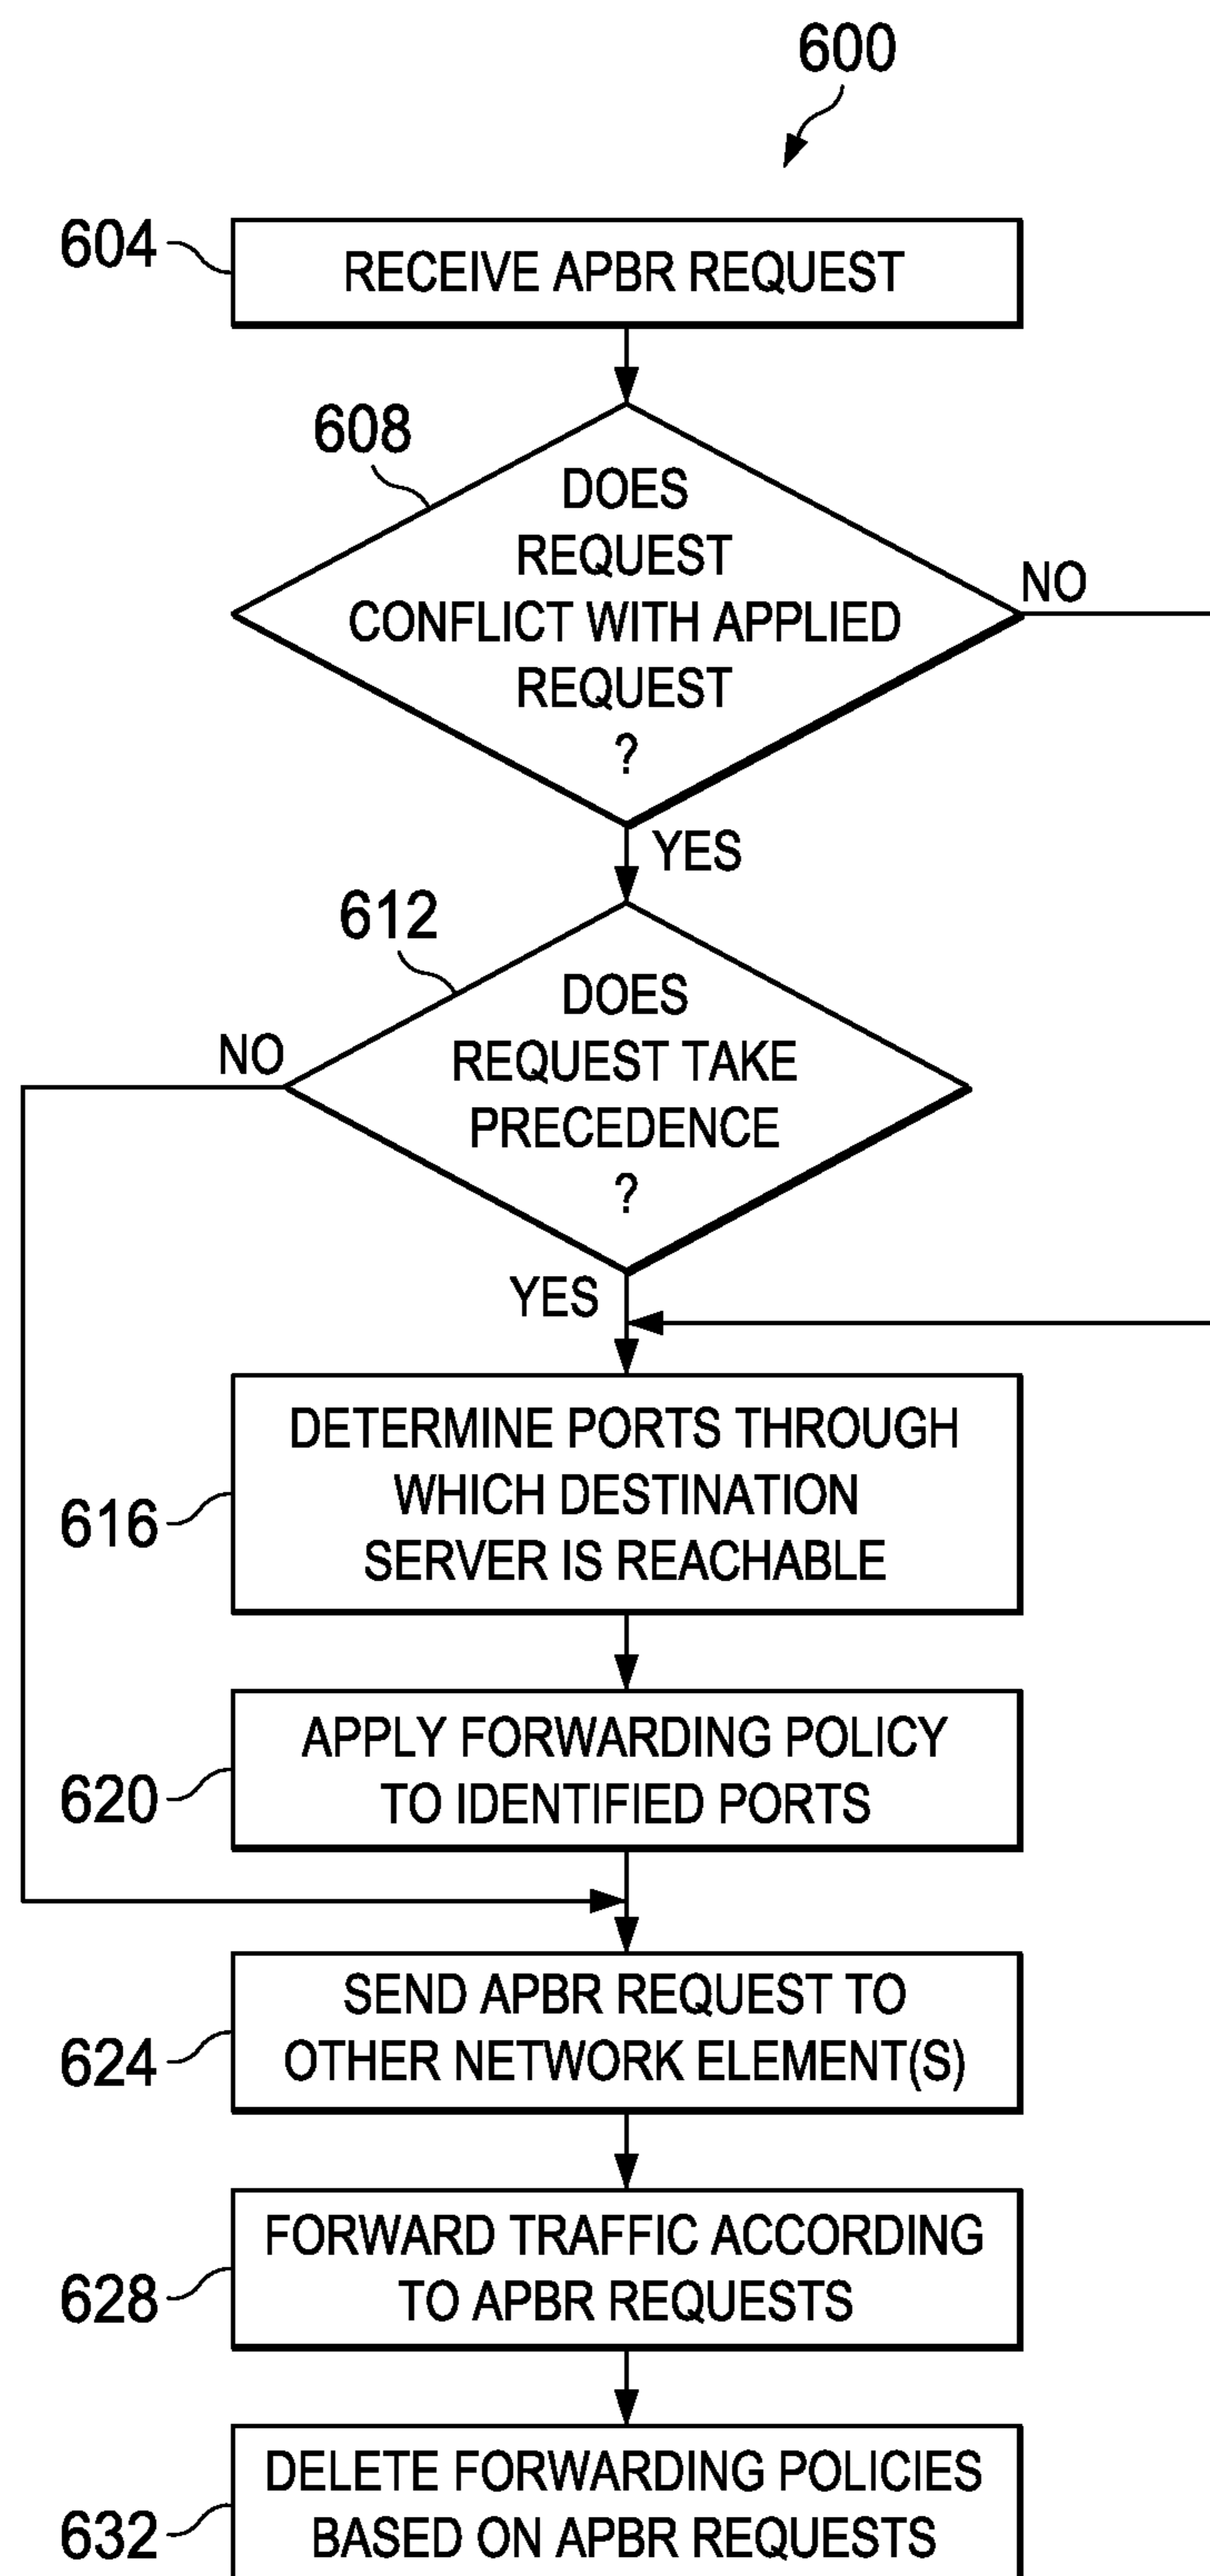 600
604
RECEIVE APBR REQUEST
608
DOES
REQUEST
CONFLICT WITH APPLIED
REQUEST
?
NO
YES
612
DOES
REQUEST TAKE
PRECEDENCE
?
NO
YES
616
DETERMINE PORTS THROUGH
WHICH DESTINATION
SERVER IS REACHABLE
620
APPLY FORWARDING POLICY
TO IDENTIFIED PORTS
624
SEND APBR REQUEST TO
OTHER NETWORK ELEMENT(S)
628
FORWARD TRAFFIC ACCORDING
TO APBR REQUESTS
632
DELETE FORWARDING POLICIES
BASED ON APBR REQUESTS